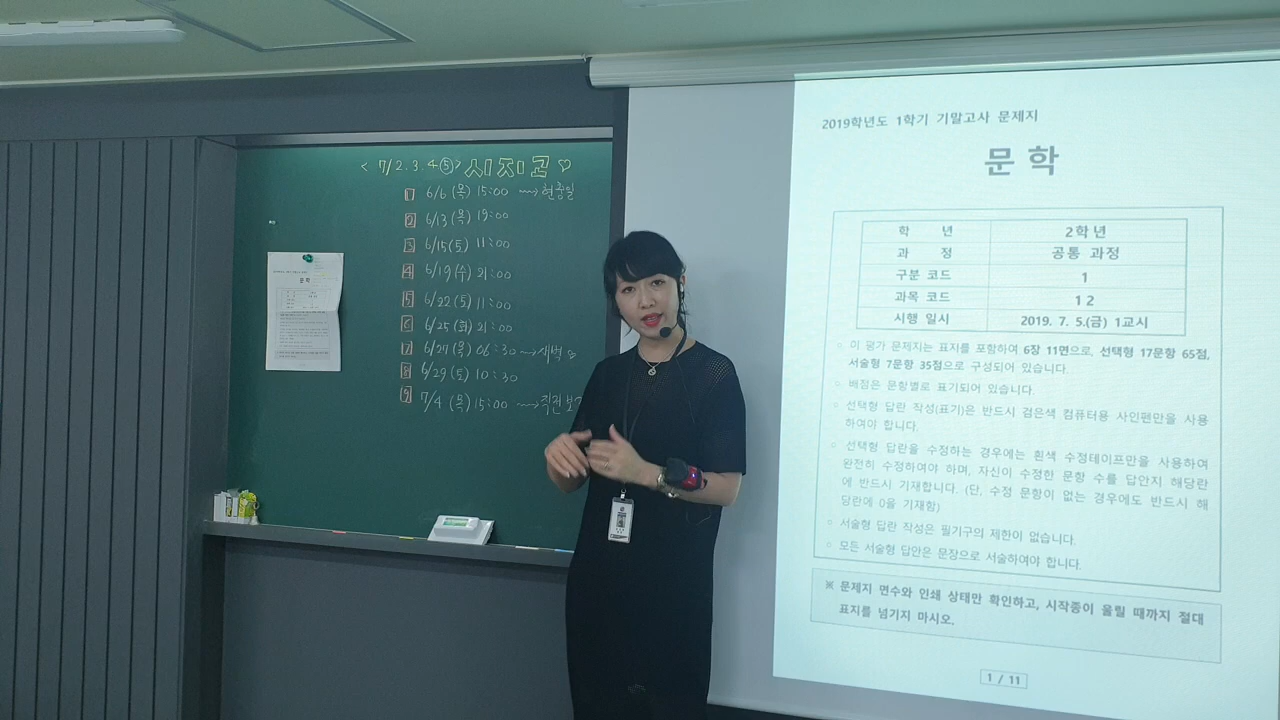 < 7/2.3.4⑤> 시지고 ♡
1 6/6 (목) 15:00 ~> 현충일
2 6/13 (목) 19:00
3 6/15(토) 11:00
4 6/19(수) 21:00
5 6/22(토) 11:00
6 6/25(화) 21:00
7 6/27(목) 06:30 ~> 새벽
8 6/29(토) 10:30
9 7/4 (목) 15:00 ~> 직전보
문학
2019학년도 1학기 기말고사 문제지
문 학
학 년 2학년
과 정 공통 과정
구분 코드 1
과목 코드 12
시행 일시 2019. 7. 5.(금) 1교시
○ 이 평가 문제지는 표지를 포함하여 6장 11면으로, 선택형 17문항 65점,
서술형 7문항 35점으로 구성되어 있습니다.
○ 배점은 문항별로 표기되어 있습니다.
○ 선택형 답란 작성(표기)은 반드시 검은색 컴퓨터용 사인펜만을 사용
하여야 합니다.
○ 선택형 답란을 수정하는 경우에는 흰색 수정테이프만을 사용하여
완전히 수정하여야 하며, 자신이 수정한 문항 수를 답안지 해당란
에 반드시 기재합니다. (단, 수정 문항이 없는 경우에도 반드시 해
당란에 0을 기재함)
○ 서술형 답란 작성은 필기구의 제한이 없습니다.
○ 모든 서술형 답안은 문장으로 서술하여야 합니다.
※ 문제지 면수와 인쇄 상태만 확인하고, 시작종이 울릴 때까지 절대
표지를 넘기지 마시오.
1 / 11